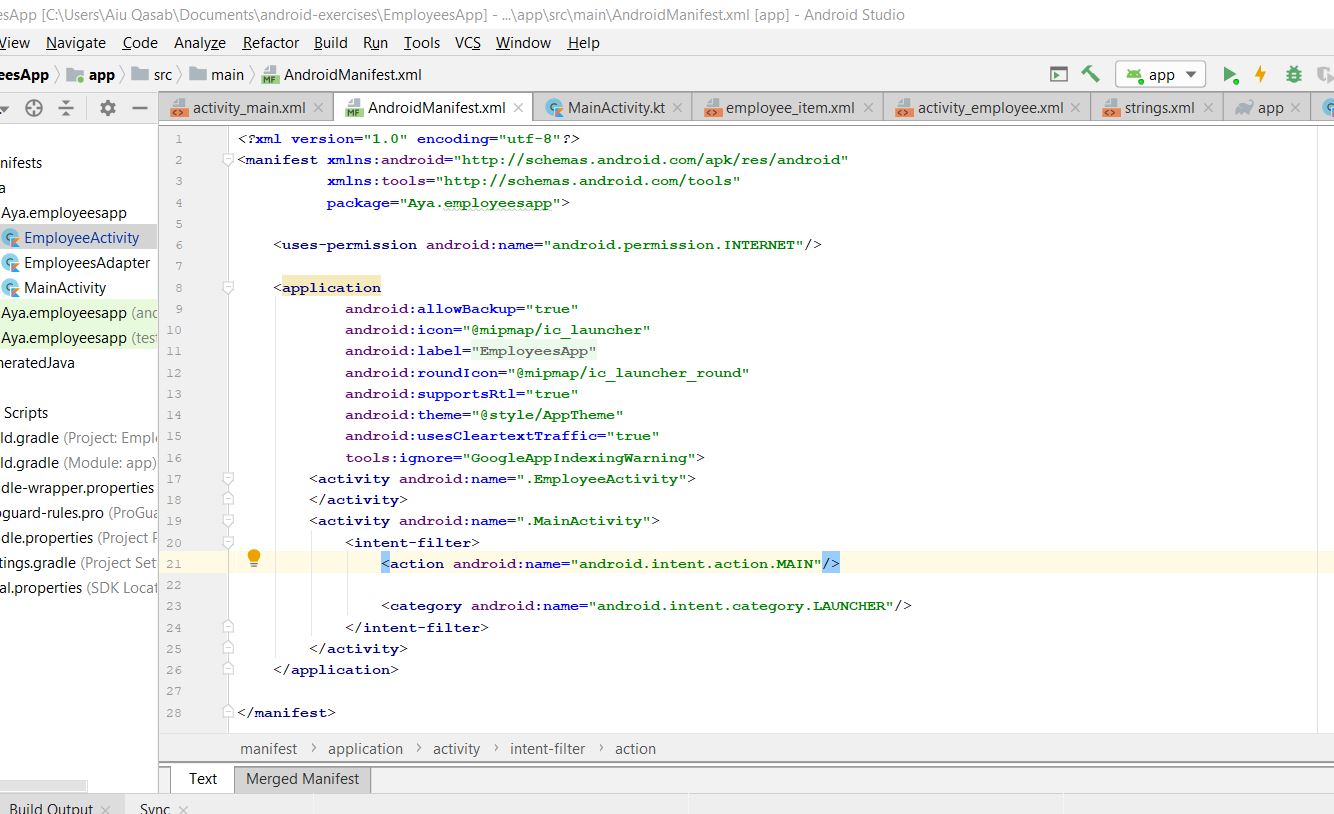 esApp [C:\Users\Aiu Qasab\Documents\android-exercises\EmployeesApp] - ...\app\src\main\AndroidManifest.xml [app] - Android Studio
View Navigate Code Analyze Refactor Build Run Tools VCS Window Help
eesApp app src main AndroidManifest.xml app
activity_main.xml AndroidManifest.xml MainActivity.kt employee_item.xml activity_employee.xml strings.xml app
nifests
a
Aya.employeesapp
EmployeeActivity
EmployeesAdapter
MainActivity
Aya.employeesapp (and
Aya.employeesapp (test
neratedJava
Scripts
ld.gradle (Project: Empl
ld.gradle (Module: app)
dle-wrapper.properties
guard-rules.pro (ProGua
dle.properties (Project P
tings.gradle (Project Set
al.properties (SDK Locat
1 <?xml version="1.0" encoding="utf-8"?>
2 <manifest xmlns:android="http://schemas.android.com/apk/res/android"
3 xmlns:tools="http://schemas.android.com/tools"
4 package="Aya.employeesapp">
5
6 <uses-permission android:name="android.permission.INTERNET"/>
7
8 <application
9 android:allowBackup="true"
10 android:icon="@mipmap/ic_launcher"
11 android:label="EmployeesApp"
12 android:roundIcon="@mipmap/ic_launcher_round"
13 android:supportsRtl="true"
14 android:theme="@style/AppTheme"
15 android:usesCleartextTraffic="true"
16 tools:ignore="GoogleAppIndexingWarning">
17 <activity android:name=".EmployeeActivity">
18 </activity>
19 <activity android:name=".MainActivity">
20 <intent-filter>
21 <action android:name="android.intent.action.MAIN"/>
22
23 <category android:name="android.intent.category.LAUNCHER"/>
24 </intent-filter>
25 </activity>
26 </application>
27
28 </manifest>
manifest › application › activity › intent-filter › action
Text Merged Manifest
Build Output Sync